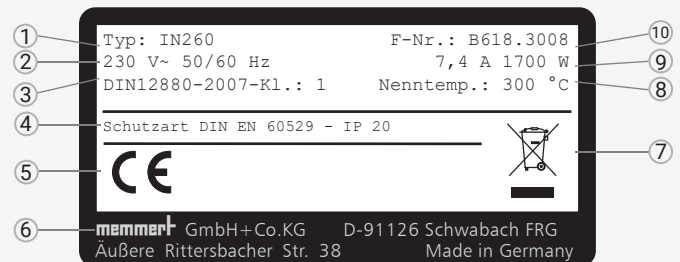 ① Typ: IN260 F-Nr.: B618.3008 ⑩
② 230 V~ 50/60 Hz 7,4 A 1700 W ⑨
③ DIN12880-2007-Kl.: 1 Nenntemp.: 300 °C ⑧
④ Schutzart DIN EN 60529 - IP 20
⑤ CE ⑦
⑥ memmert GmbH+Co.KG D-91126 Schwabach FRG
Äußere Rittersbacher Str. 38 Made in Germany